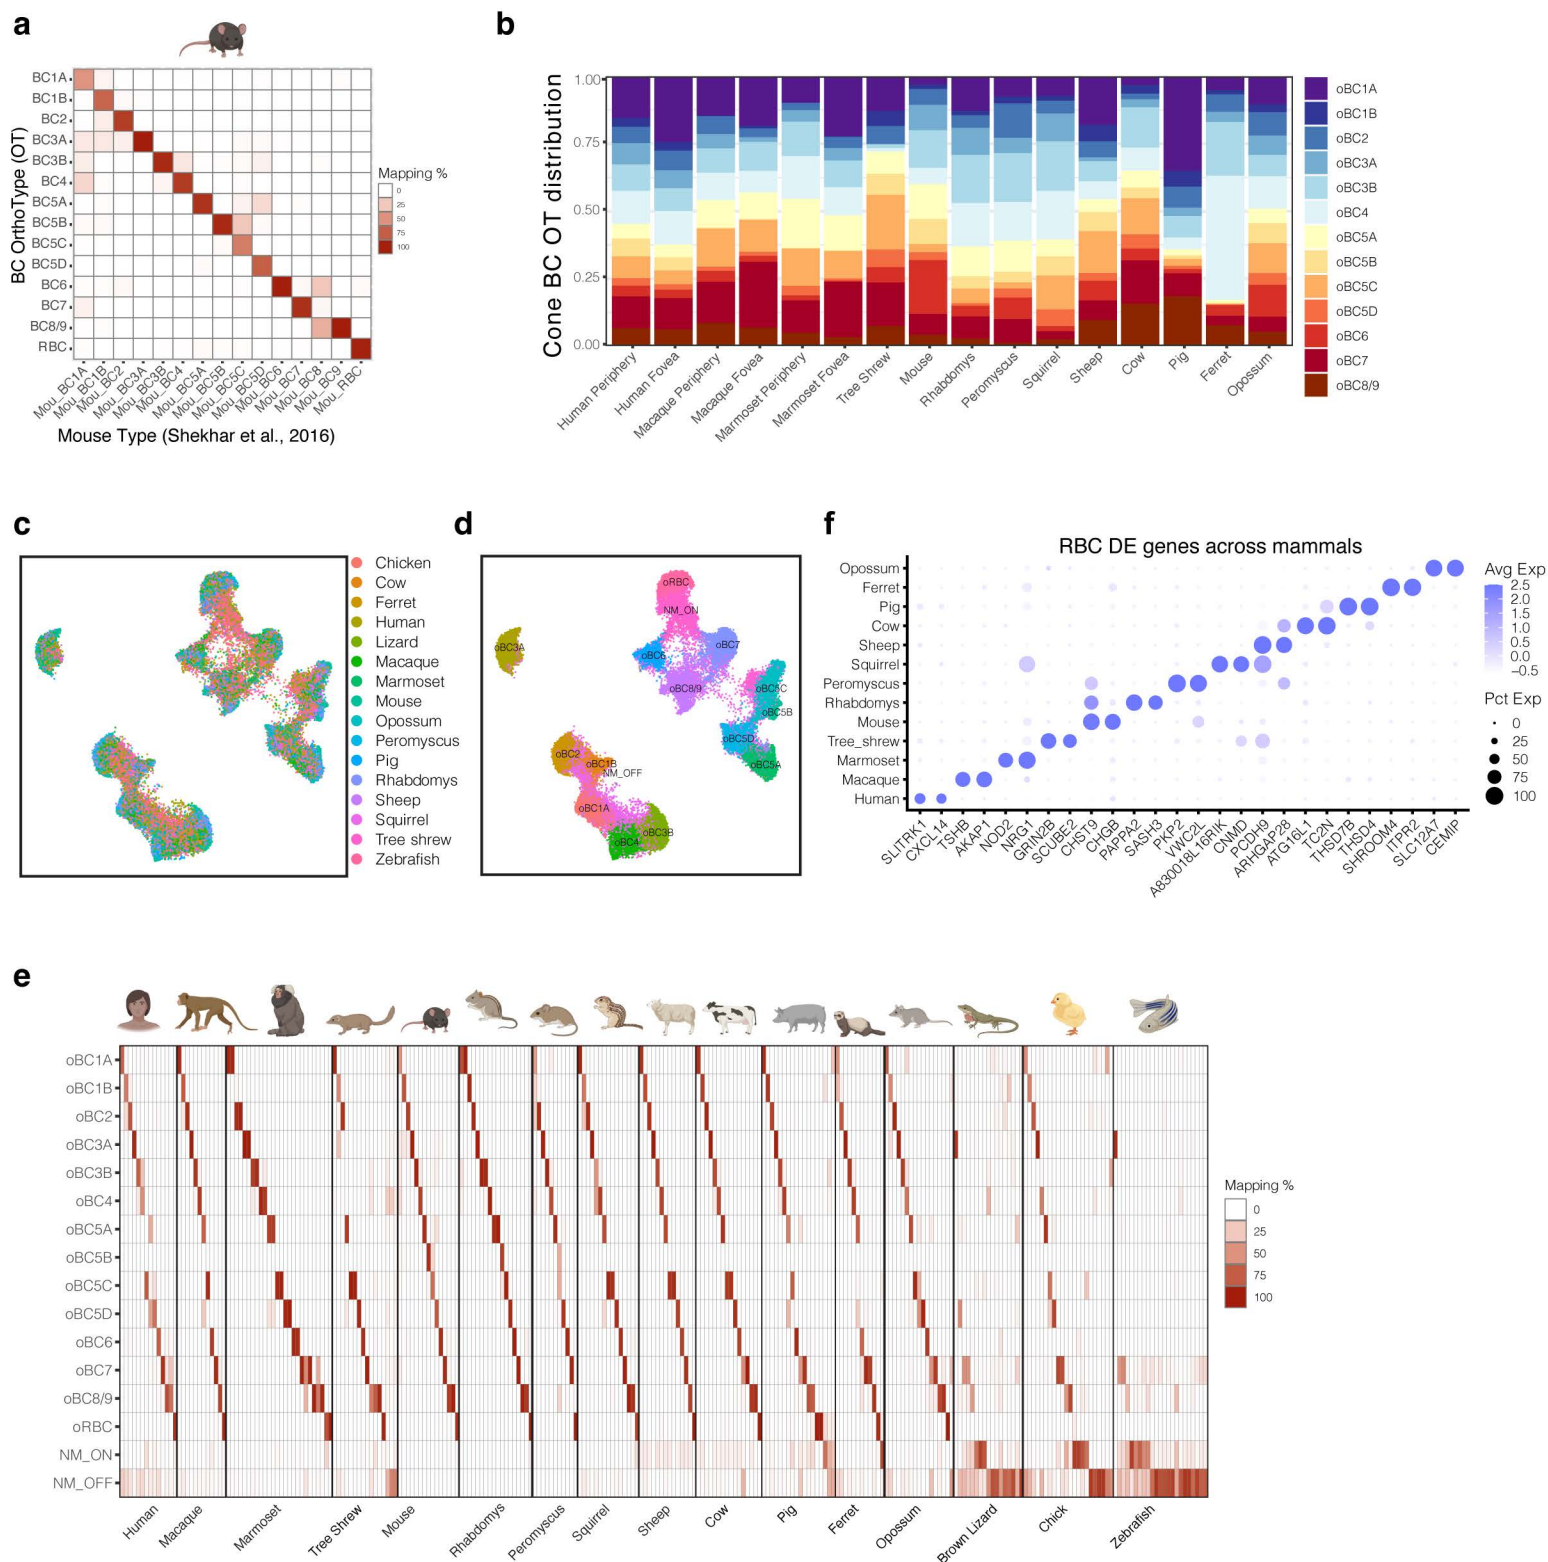 a
BC OrthoType (OT)
BC1A
BC1B
BC2
BC3A
BC3B
BC4
BC5A
BC5B
BC5C
BC5D
BC6
BC7
BC8/9
RBC
Mou_BC1A
Mou_BC1B
Mou_BC2
Mou_BC3A
Mou_BC3B
Mou_BC4
Mou_BC5A
Mou_BC5B
Mou_BC5C
Mou_BC5D
Mou_BC6
Mou_BC7
Mou_BC8
Mou_BC9
Mou_RBC
Mouse Type (Shekhar et al., 2016)
Mapping %
0
25
50
75
100
b
Cone BC OT distribution
1.00
0.75
0.50
0.25
0.00
Human Periphery
Human Fovea
Macaque Periphery
Macaque Fovea
Marmoset Periphery
Marmoset Fovea
Tree Shrew
Mouse
Rhabdomys
Peromyscus
Squirrel
Sheep
Cow
Pig
Ferret
Opossum
oBC1A
oBC1B
oBC2
oBC3A
oBC3B
oBC4
oBC5A
oBC5B
oBC5C
oBC5D
oBC6
oBC7
oBC8/9
c
Chicken
Cow
Ferret
Human
Lizard
Macaque
Marmoset
Mouse
Opossum
Peromyscus
Pig
Rhabdomys
Sheep
Squirrel
Tree shrew
Zebrafish
d
oRBC
NM_ON
oBC3A
oBC6
oBC7
oBC8/9
oBC5C
oBC5B
oBC5D
oBC5A
oBC2
oBC1B
NM_OFF
oBC1A
oBC3B
oBC4
f
RBC DE genes across mammals
Opossum
Ferret
Pig
Cow
Sheep
Squirrel
Peromyscus
Rhabdomys
Mouse
Tree_shrew
Marmoset
Macaque
Human
SLITRK1
CXCL14
TSHB
AKAP1
NOD2
NRG1
GRIN2B
SCUBE2
CHST9
CHGB
PAPPA2
SASH3
PKP2
VWC2L
A830018L16RIK
CNMD
PCDH9
ARHGAP28
ATG16L1
TC2N
THSD7B
THSD4
SHROOM4
ITPR2
SLC12A7
CEMIP
Avg Exp
2.5
2.0
1.5
1.0
0.5
0.0
−0.5
Pct Exp
0
25
50
75
100
e
oBC1A
oBC1B
oBC2
oBC3A
oBC3B
oBC4
oBC5A
oBC5B
oBC5C
oBC5D
oBC6
oBC7
oBC8/9
oRBC
NM_ON
NM_OFF
Human
Macaque
Marmoset
Tree Shrew
Mouse
Rhabdomys
Peromyscus
Squirrel
Sheep
Cow
Pig
Ferret
Opossum
Brown Lizard
Chick
Zebrafish
Mapping %
0
25
50
75
100